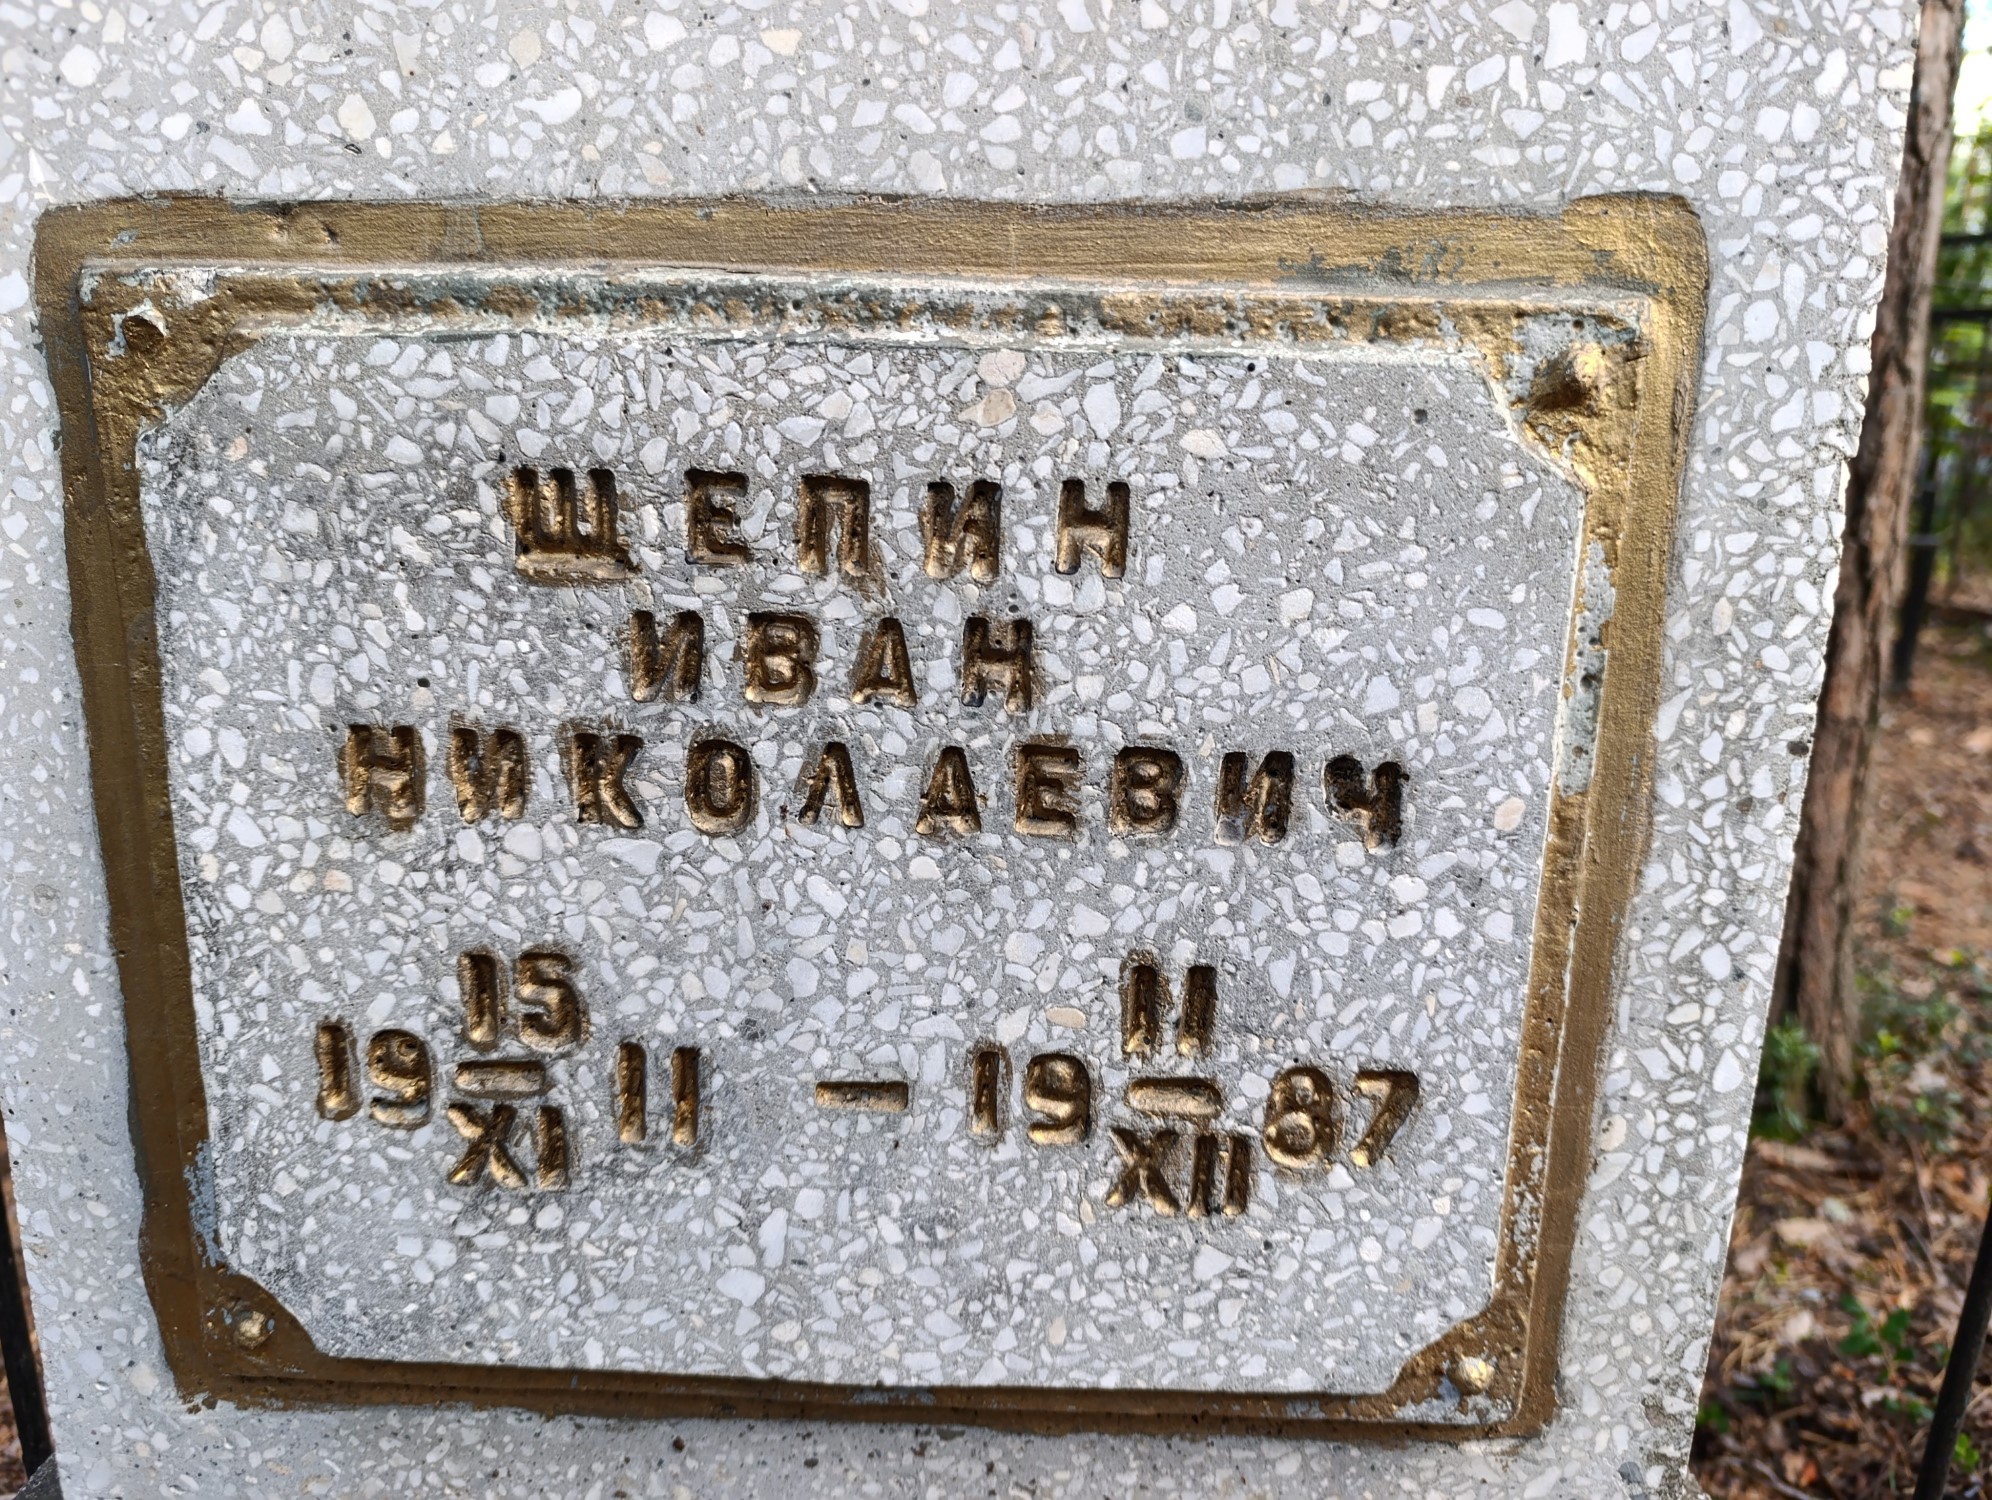 ЩЕПИН
ИВАН
НИКОЛАЕВИЧ
19 15/XI 11 — 19 11/XII 87